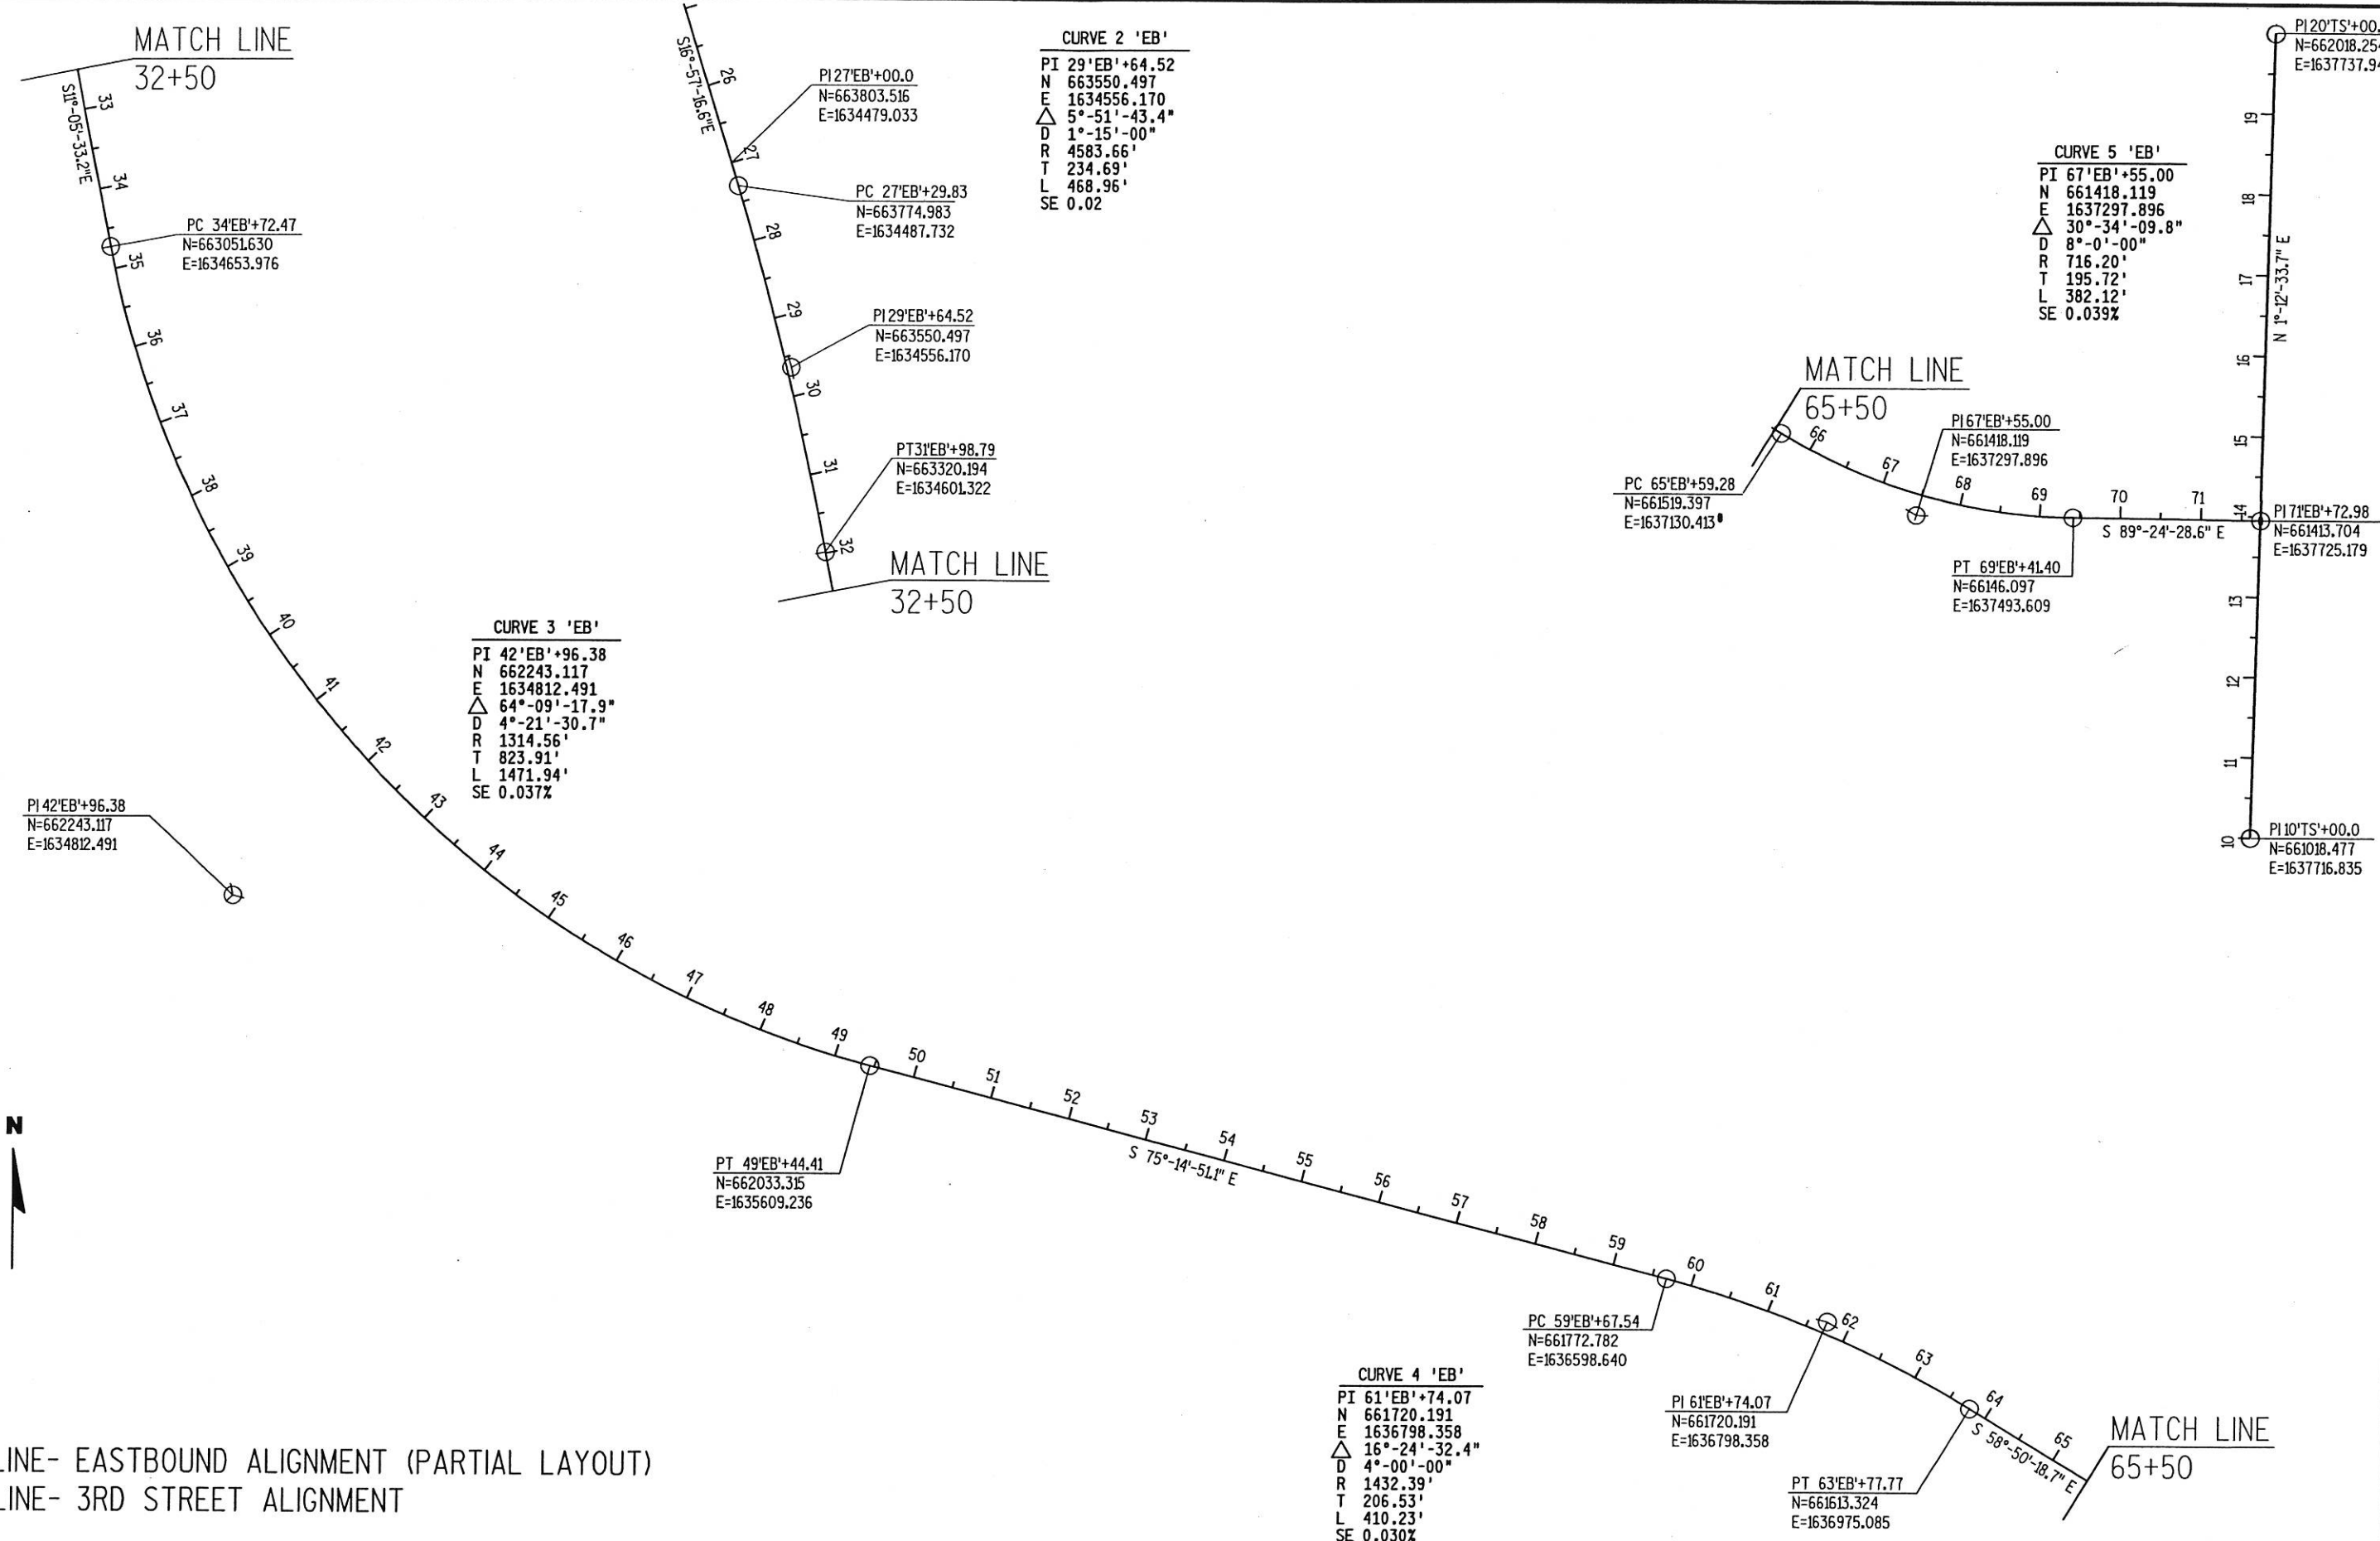 MATCH LINE
32+50
S11°-05'-33.2"E
33
34
PC 34'EB'+72.47
N=663051.630
E=1634653.976
35
36
37
38
39
40
41
42
43
44
45
46
47
48
49
PI 42'EB'+96.38
N=662243.117
E=1634812.491
CURVE 3 'EB'
PI 42'EB'+96.38
N 662243.117
E 1634812.491
△ 64°-09'-17.9"
D 4°-21'-30.7"
R 1314.56'
T 823.91'
L 1471.94'
SE 0.037%
S16°-57'-16.6"E
26
PI 27'EB'+00.0
N=663803.516
E=1634479.033
27
PC 27'EB'+29.83
N=663774.983
E=1634487.732
28
29
PI 29'EB'+64.52
N=663550.497
E=1634556.170
30
31
PT31'EB'+98.79
N=663320.194
E=1634601.322
32
MATCH LINE
32+50
CURVE 2 'EB'
PI 29'EB'+64.52
N 663550.497
E 1634556.170
△ 5°-51'-43.4"
D 1°-15'-00"
R 4583.66'
T 234.69'
L 468.96'
SE 0.02
CURVE 5 'EB'
PI 67'EB'+55.00
N 661418.119
E 1637297.896
△ 30°-34'-09.8"
D 8°-0'-00"
R 716.20'
T 195.72'
L 382.12'
SE 0.039%
PI 20'TS'+00.
N=662018.25
E=1637737.9
19
18
17
N 1°-12'-33.7" E
16
15
14
13
12
11
10
MATCH LINE
65+50
66
67
68
69
70
71
PI 67'EB'+55.00
N=661418.119
E=1637297.896
PC 65'EB'+59.28
N=661519.397
E=1637130.413
S 89°-24'-28.6" E
PT 69'EB'+41.40
N=66146.097
E=1637493.609
PI 71'EB'+72.98
N=661413.704
E=1637725.179
PI 10'TS'+00.0
N=661018.477
E=1637716.835
N
PT 49'EB'+44.41
N=662033.315
E=1635609.236
50
51
52
53
54
55
56
57
58
59
60
61
62
63
64
65
S 75°-14'-51.1" E
PC 59'EB'+67.54
N=661772.782
E=1636598.640
PI 61'EB'+74.07
N=661720.191
E=1636798.358
CURVE 4 'EB'
PI 61'EB'+74.07
N 661720.191
E 1636798.358
△ 16°-24'-32.4"
D 4°-00'-00"
R 1432.39'
T 206.53'
L 410.23'
SE 0.030%
S 58°-50'-18.7" E
PT 63'EB'+77.77
N=661613.324
E=1636975.085
MATCH LINE
65+50
LINE- EASTBOUND ALIGNMENT (PARTIAL LAYOUT)
LINE- 3RD STREET ALIGNMENT